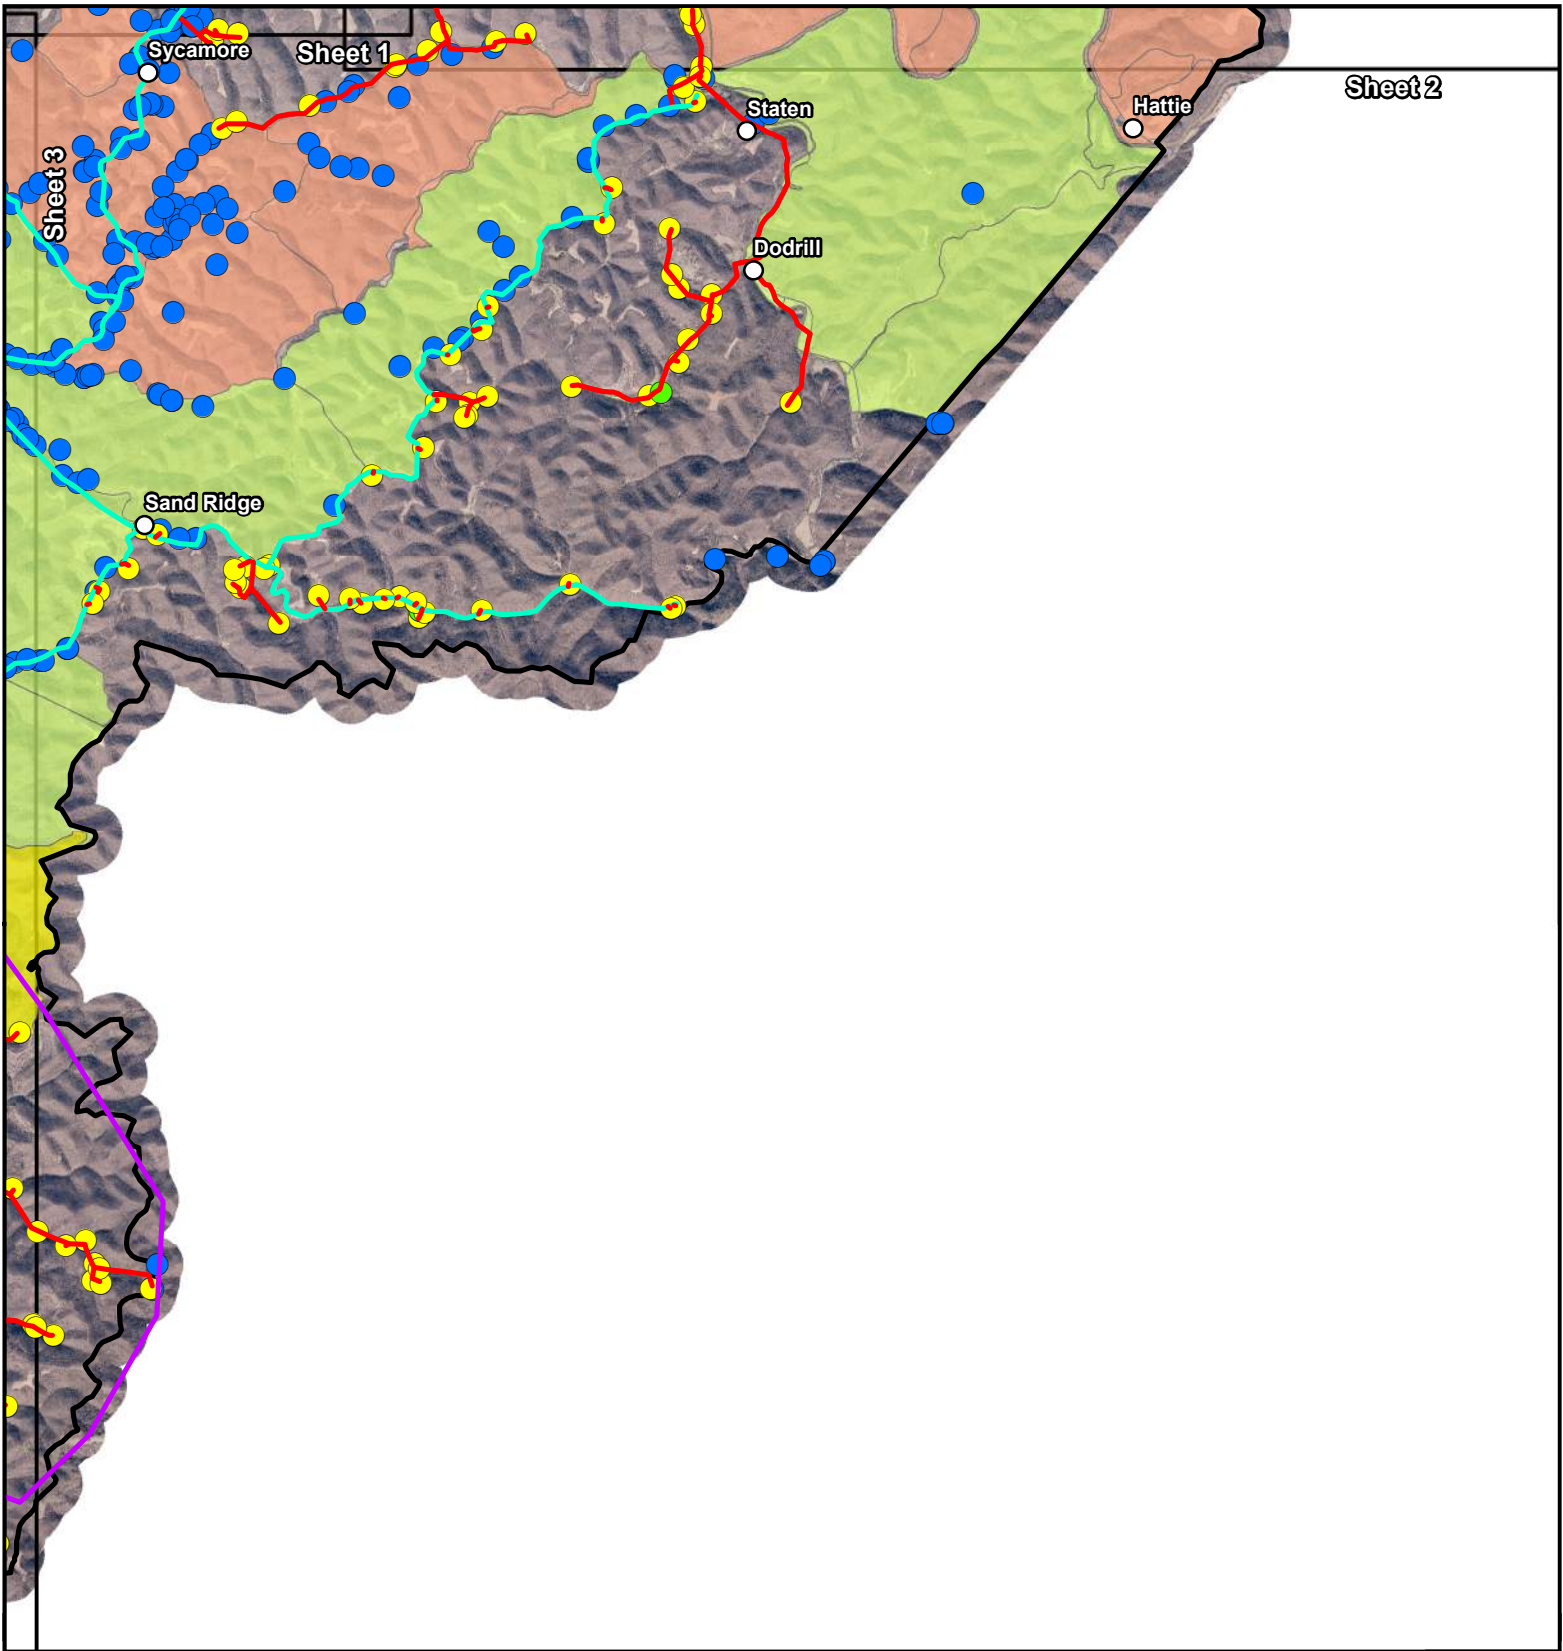 Sycamore
Sheet 1
Sheet 2
Staten
Hattie
Sheet 3
Dodrill
Sand Ridge